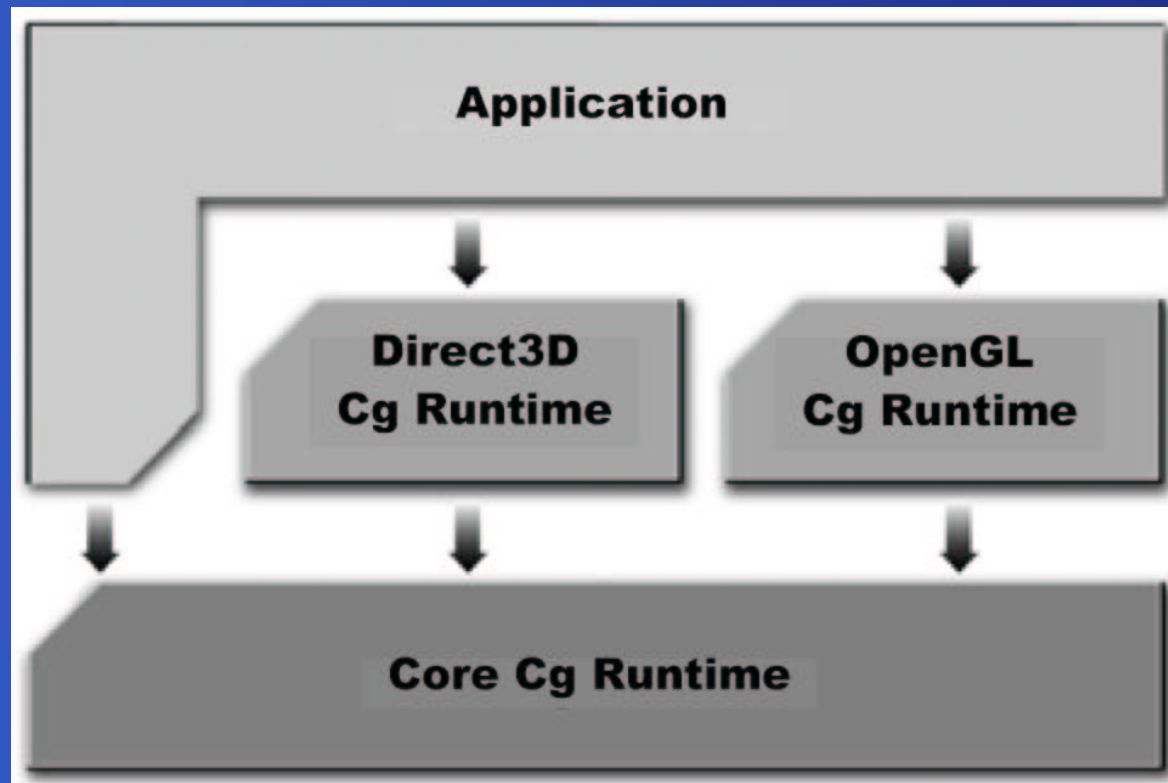 Application
Direct3D
Cg Runtime
OpenGL
Cg Runtime
Core Cg Runtime